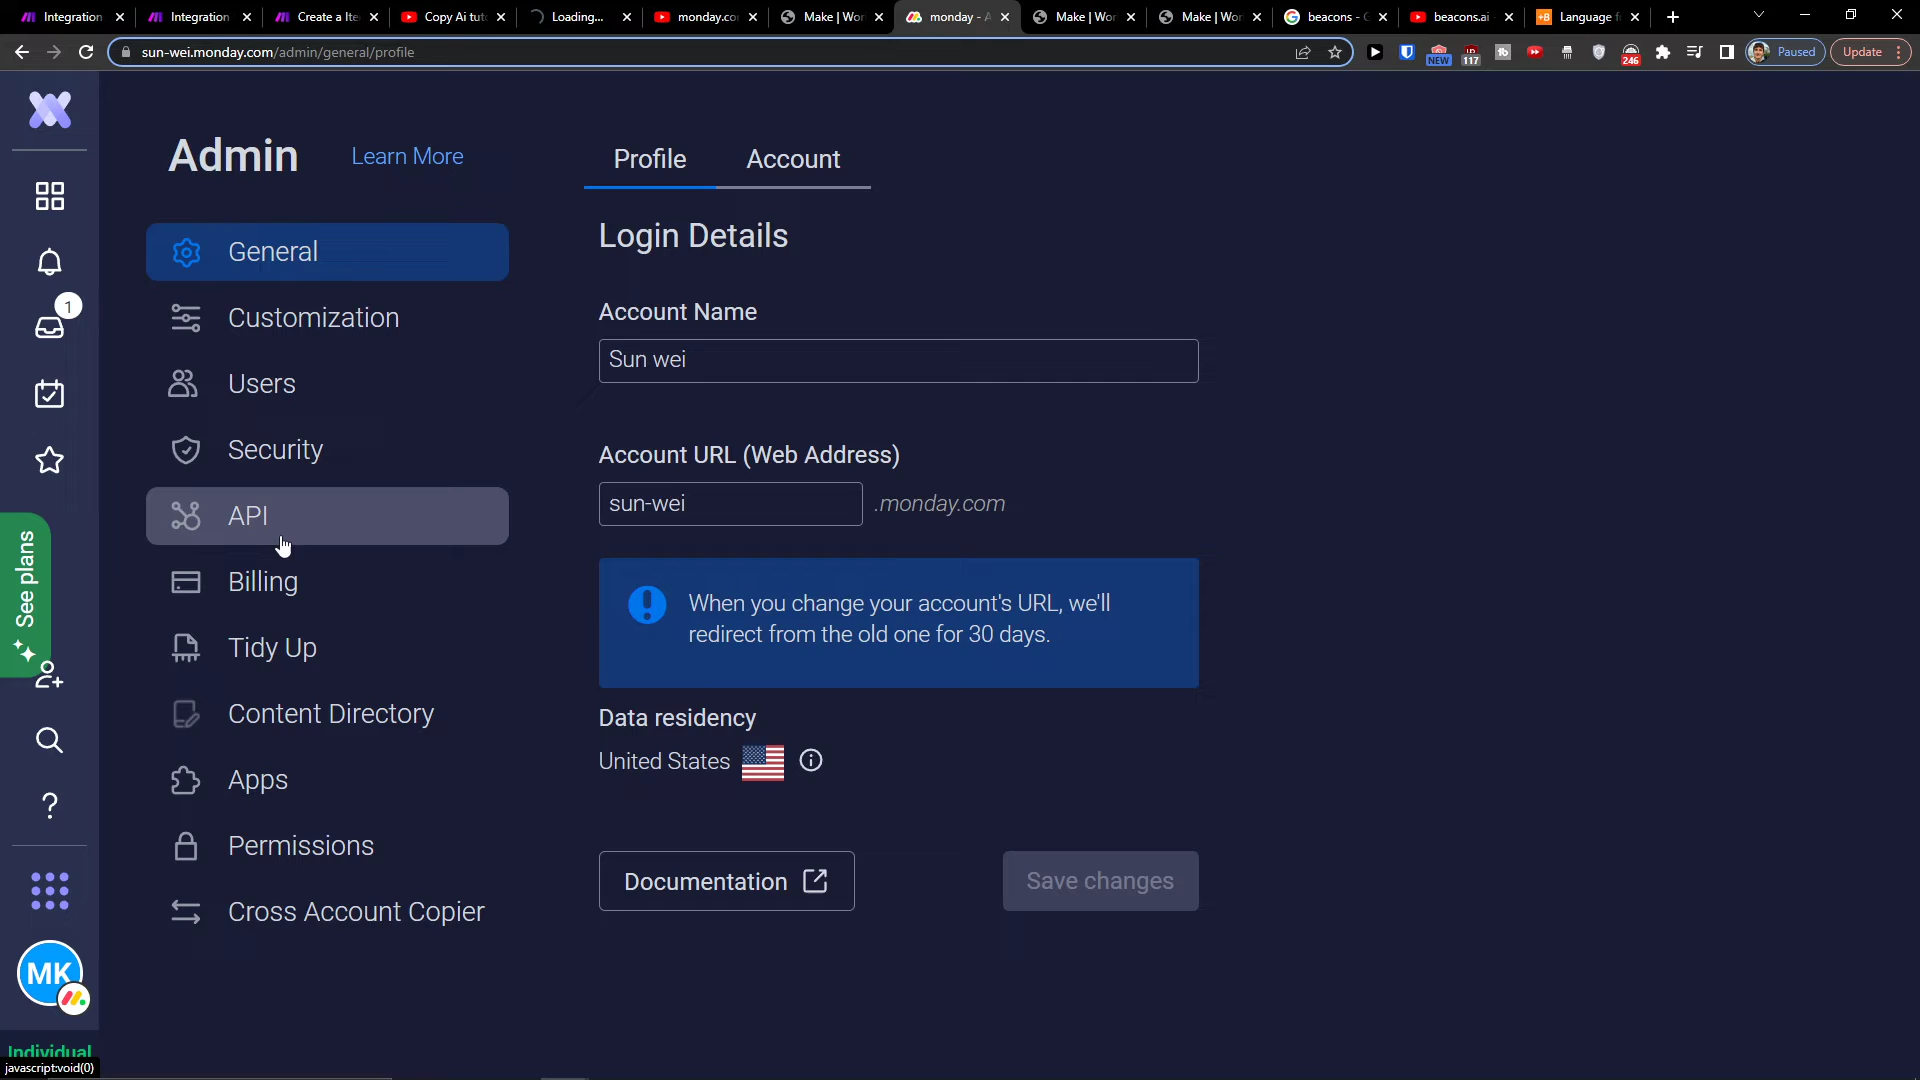 Integration
Integration
Create a Ite
Copy Ai tut
Loading...
monday.co
Make | Wor
monday - A
Make | Wor
Make | Wor
beacons - G
beacons.ai
Language f
sun-wei.monday.com/admin/general/profile
NEW
117
246
Paused
Update
Admin
Learn More
Profile
Account
General
Customization
Users
Security
API
Billing
Tidy Up
Content Directory
Apps
Permissions
Cross Account Copier
Login Details
Account Name
Sun wei
Account URL (Web Address)
sun-wei
.monday.com
When you change your account's URL, we'll
redirect from the old one for 30 days.
Data residency
United States
Documentation
Save changes
1
See plans
?
MK
Individual
javascript:void(0)